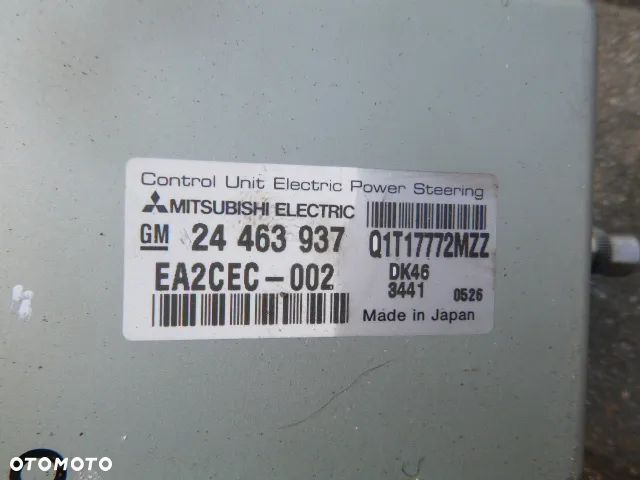 Control Unit Electric Power Steering
MITSUBISHI ELECTRIC
GM 24 463 937 Q1T17772MZZ
EA2CEC-002 DK46
3441 0526
Made in Japan
OTOMOTO